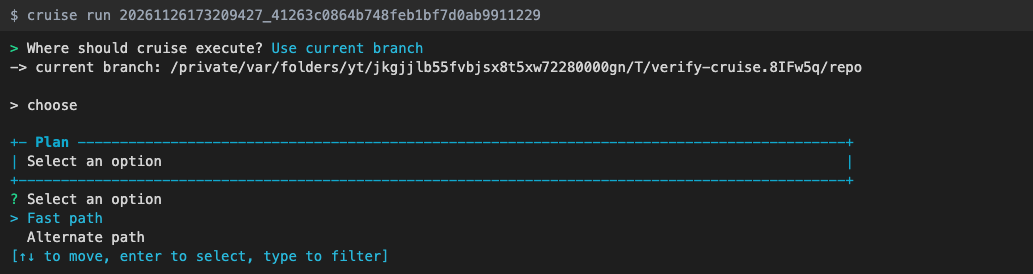 $ cruise run 20261126173209427_41263c0864b748feb1bf7d0ab9911229
> Where should cruise execute? Use current branch
-> current branch: /private/var/folders/yt/jkgjjlb55fvbjsx8t5xw72280000gn/T/verify-cruise.8IFw5q/repo
> choose
+- Plan ------------------------------------------------------------------------------------------+
| Select an option |
+-------------------------------------------------------------------------------------------------+
? Select an option
> Fast path
Alternate path
[↑↓ to move, enter to select, type to filter]